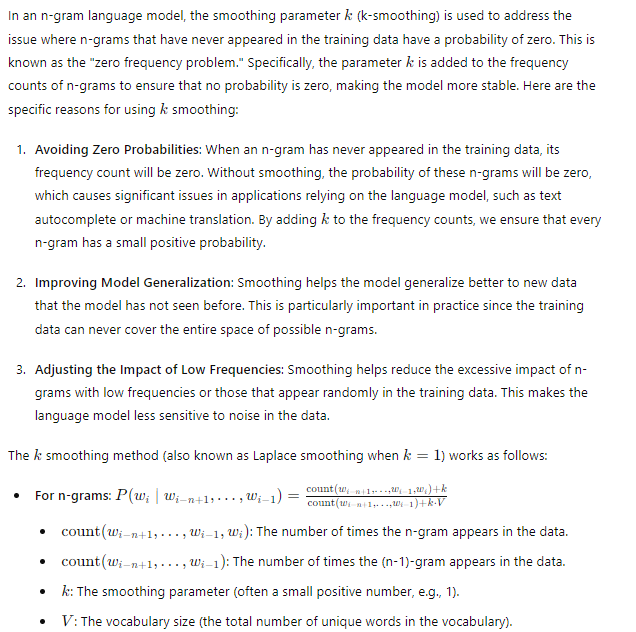 In an n-gram language model, the smoothing parameter k (k-smoothing) is used to address the
issue where n-grams that have never appeared in the training data have a probability of zero. This is
known as the "zero frequency problem." Specifically, the parameter k is added to the frequency
counts of n-grams to ensure that no probability is zero, making the model more stable. Here are the
specific reasons for using k smoothing:
1. Avoiding Zero Probabilities: When an n-gram has never appeared in the training data, its
frequency count will be zero. Without smoothing, the probability of these n-grams will be zero,
which causes significant issues in applications relying on the language model, such as text
autocomplete or machine translation. By adding k to the frequency counts, we ensure that every
n-gram has a small positive probability.
2. Improving Model Generalization: Smoothing helps the model generalize better to new data
that the model has not seen before. This is particularly important in practice since the training
data can never cover the entire space of possible n-grams.
3. Adjusting the Impact of Low Frequencies: Smoothing helps reduce the excessive impact of n-
grams with low frequencies or those that appear randomly in the training data. This makes the
language model less sensitive to noise in the data.
The k smoothing method (also known as Laplace smoothing when k = 1) works as follows:
• For n-grams: P(w_i | w_{i−n+1}, . . . , w_{i−1}) = (count(w_{i−n+1},...,w_{i−1},w_i)+k) / (count(w_{i−n+1},...,w_{i−1})+k·V)
• count(w_{i−n+1}, . . . , w_{i−1}, w_i): The number of times the n-gram appears in the data.
• count(w_{i−n+1}, . . . , w_{i−1}): The number of times the (n-1)-gram appears in the data.
• k: The smoothing parameter (often a small positive number, e.g., 1).
• V: The vocabulary size (the total number of unique words in the vocabulary).